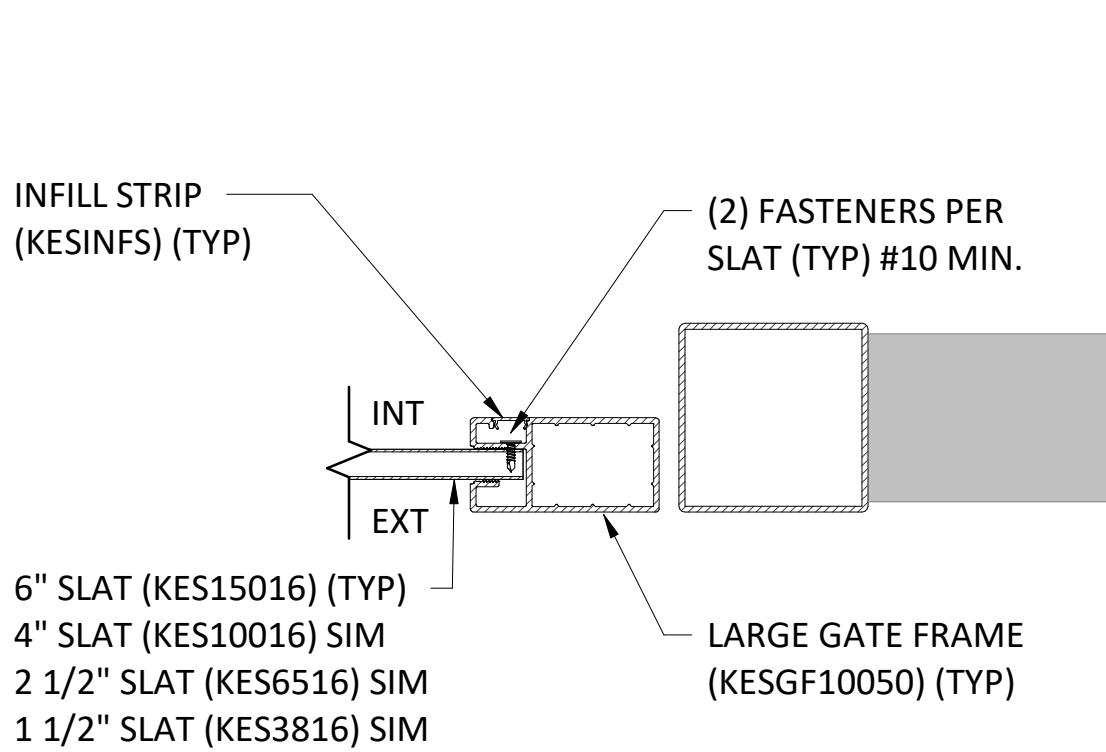 INFILL STRIP
(KESINFS) (TYP)
(2) FASTENERS PER
SLAT (TYP) #10 MIN.
INT
EXT
6" SLAT (KES15016) (TYP)
4" SLAT (KES10016) SIM
2 1/2" SLAT (KES6516) SIM
1 1/2" SLAT (KES3816) SIM
LARGE GATE FRAME
(KESGF10050) (TYP)